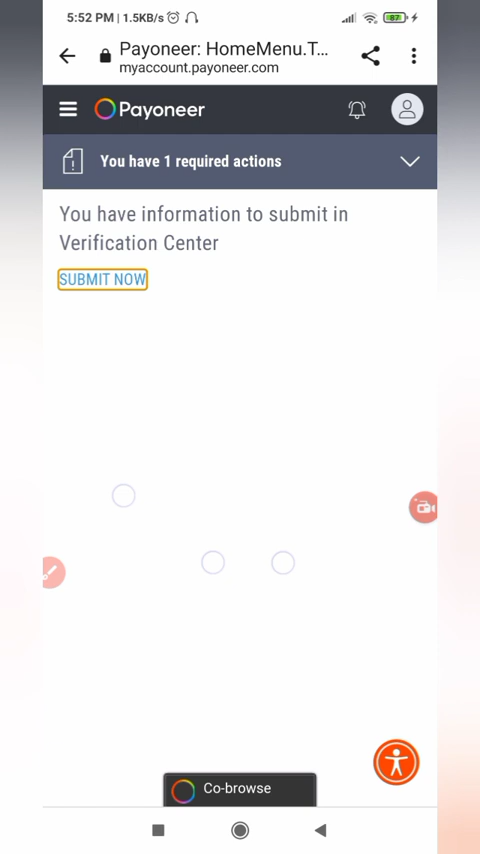 5:52 PM | 1.5KB/s
87
Payoneer: HomeMenu.T...
myaccount.payoneer.com
Payoneer
You have 1 required actions
You have information to submit in
Verification Center
SUBMIT NOW
Co-browse